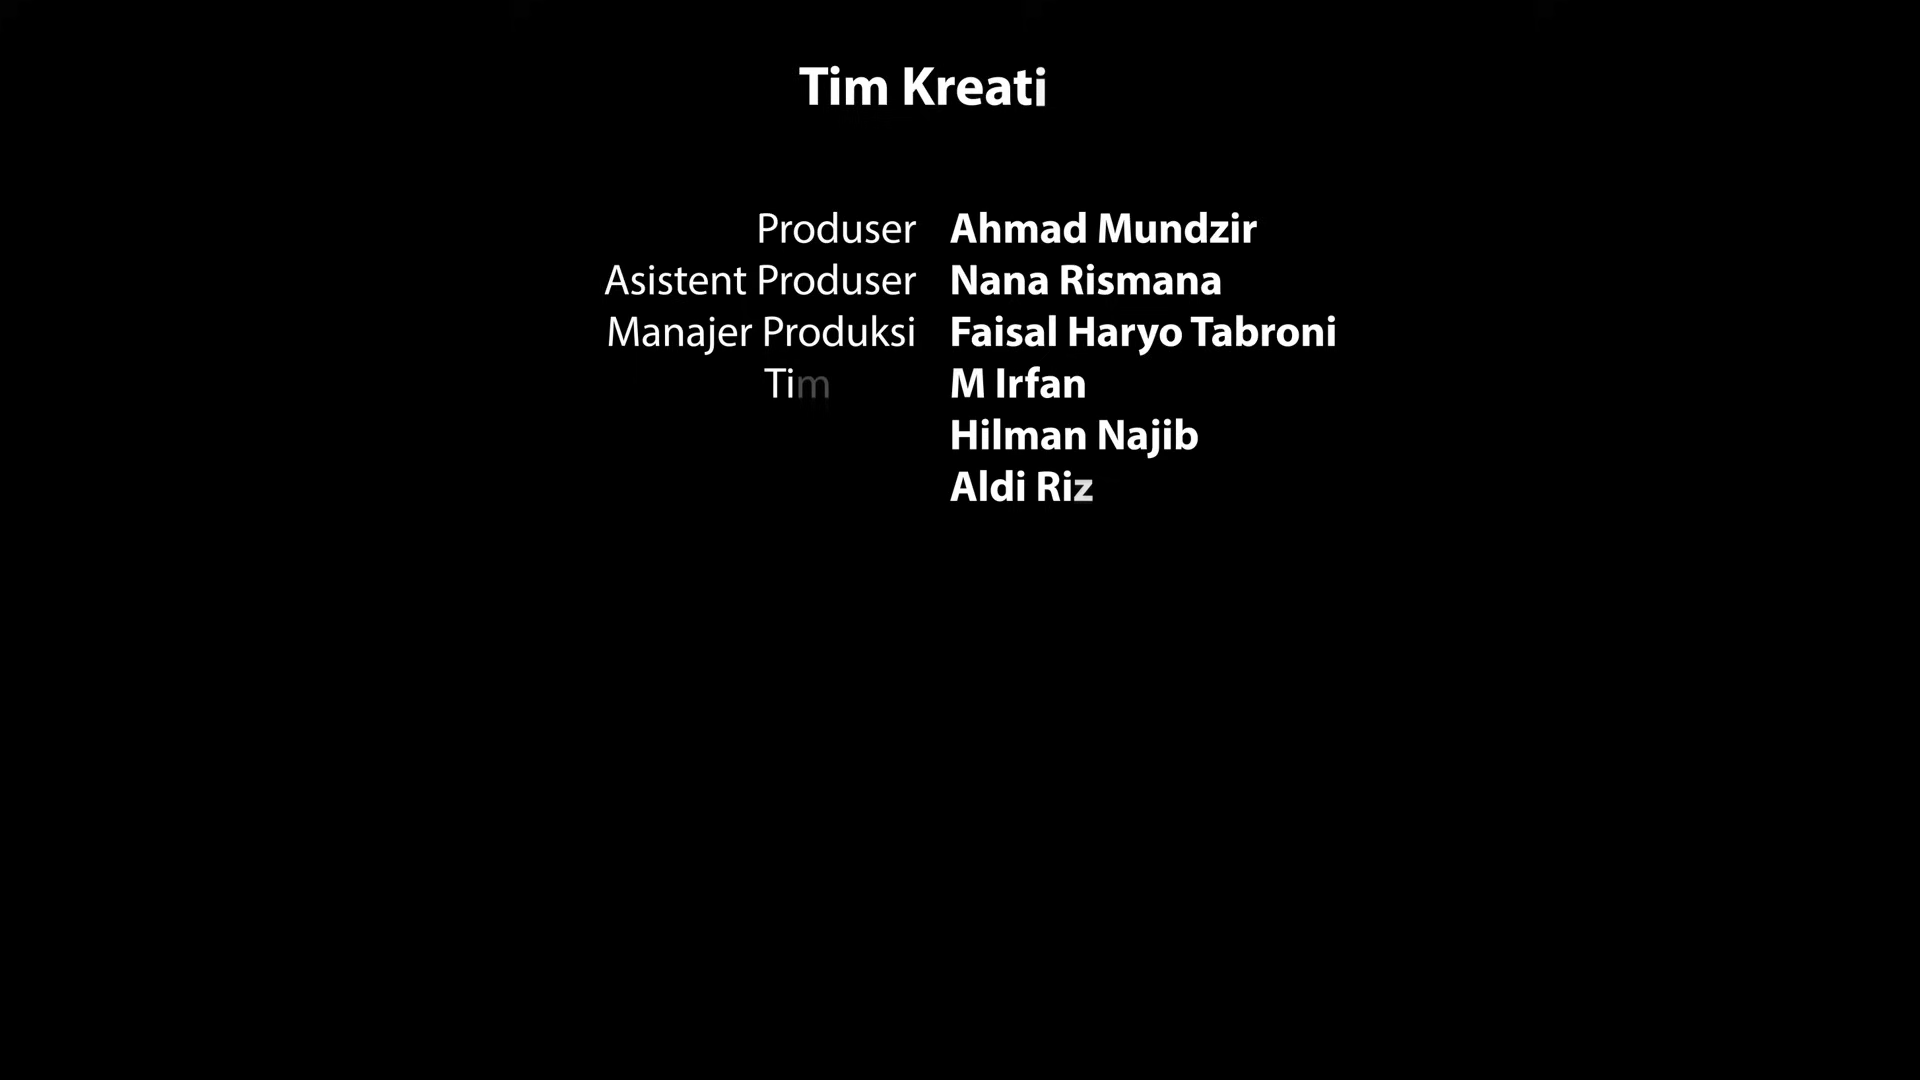 Tim Kreati
Produser Ahmad Mundzir
Asistent Produser Nana Rismana
Manajer Produksi Faisal Haryo Tabroni
Tim M Irfan
Hilman Najib
Aldi Riz